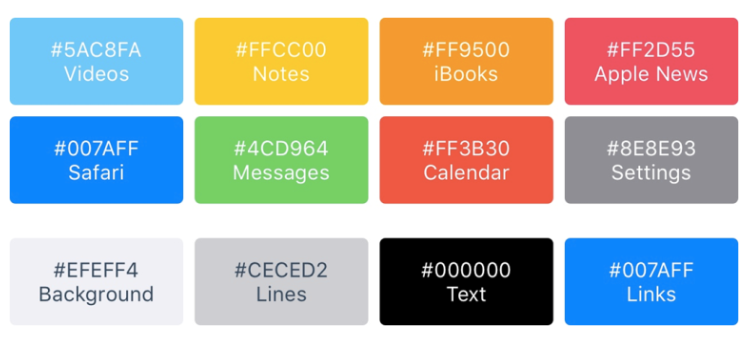 #5AC8FA
Videos
#FFCC00
Notes
#FF9500
iBooks
#FF2D55
Apple News
#007AFF
Safari
#4CD964
Messages
#FF3B30
Calendar
#8E8E93
Settings
#EFEFF4
Background
#CECED2
Lines
#000000
Text
#007AFF
Links